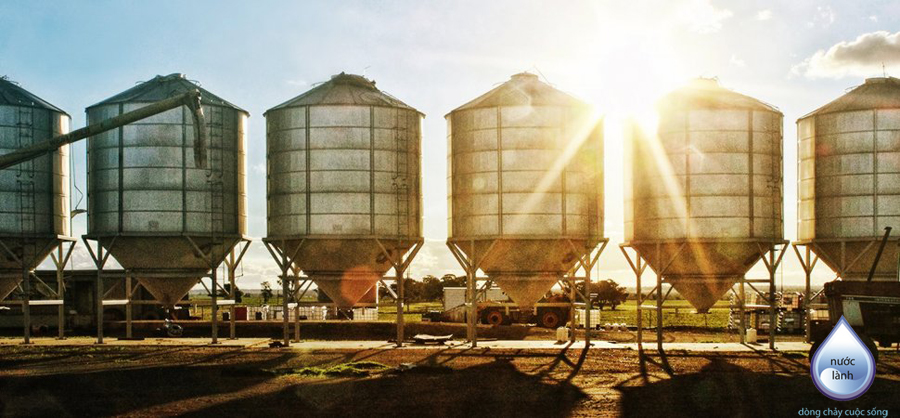 nước
lành
dòng chảy cuộc sống